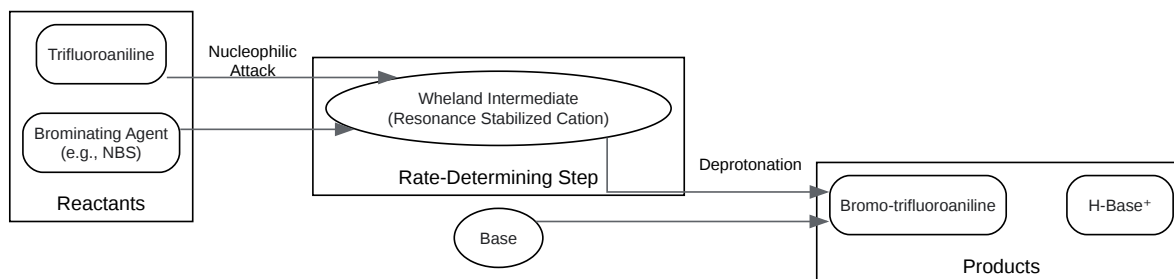 Trifluoroaniline
Brominating Agent
(e.g., NBS)
Reactants
Nucleophilic
Attack
Wheland Intermediate
(Resonance Stabilized Cation)
Rate-Determining Step
Base
Deprotonation
Bromo-trifluoroaniline
H-Base⁺
Products